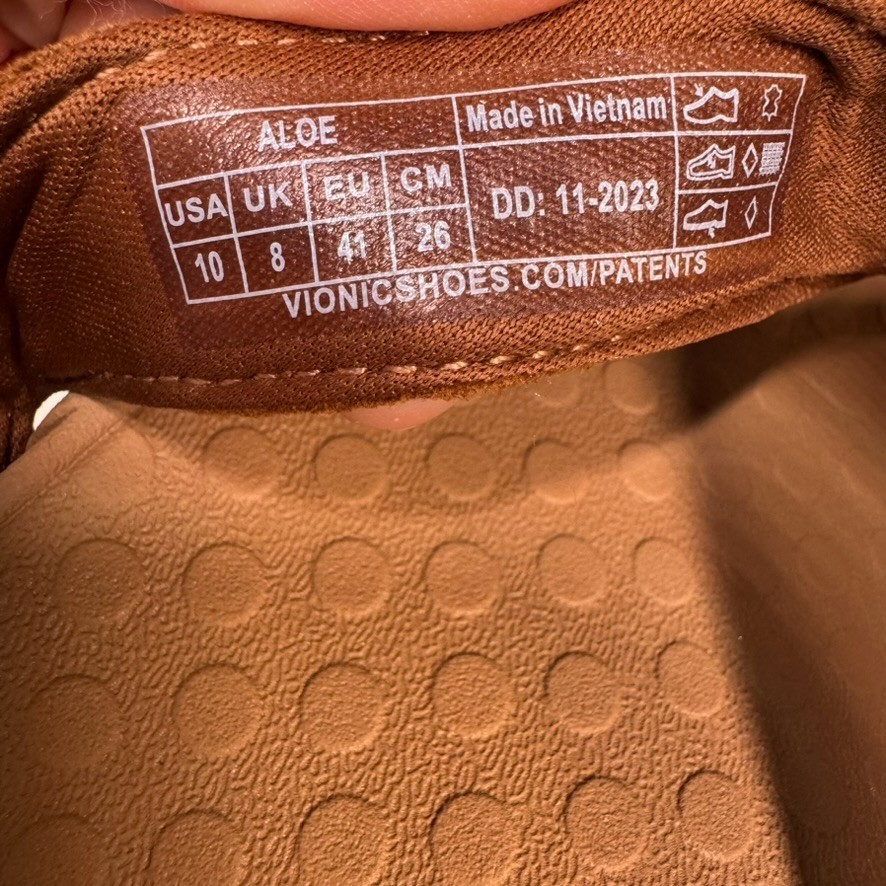 ALOE Made in Vietnam
USA UK EU CM DD: 11-2023
10 8 41 26
VIONICSHOES.COM/PATENTS